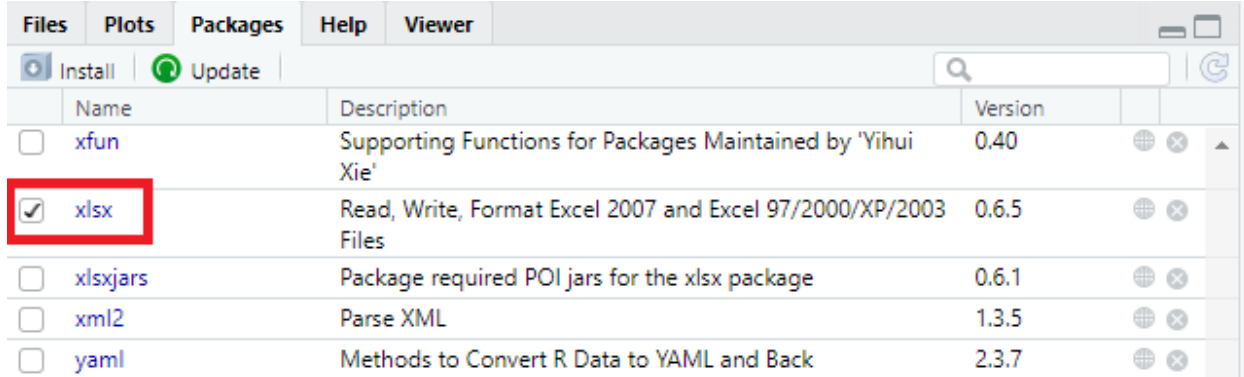 Files Plots Packages Help Viewer
Install Update
Name Description Version
xfun Supporting Functions for Packages Maintained by 'Yihui 0.40
Xie'
xlsx Read, Write, Format Excel 2007 and Excel 97/2000/XP/2003 0.6.5
Files
xlsxjars Package required POI jars for the xlsx package 0.6.1
xml2 Parse XML 1.3.5
yaml Methods to Convert R Data to YAML and Back 2.3.7